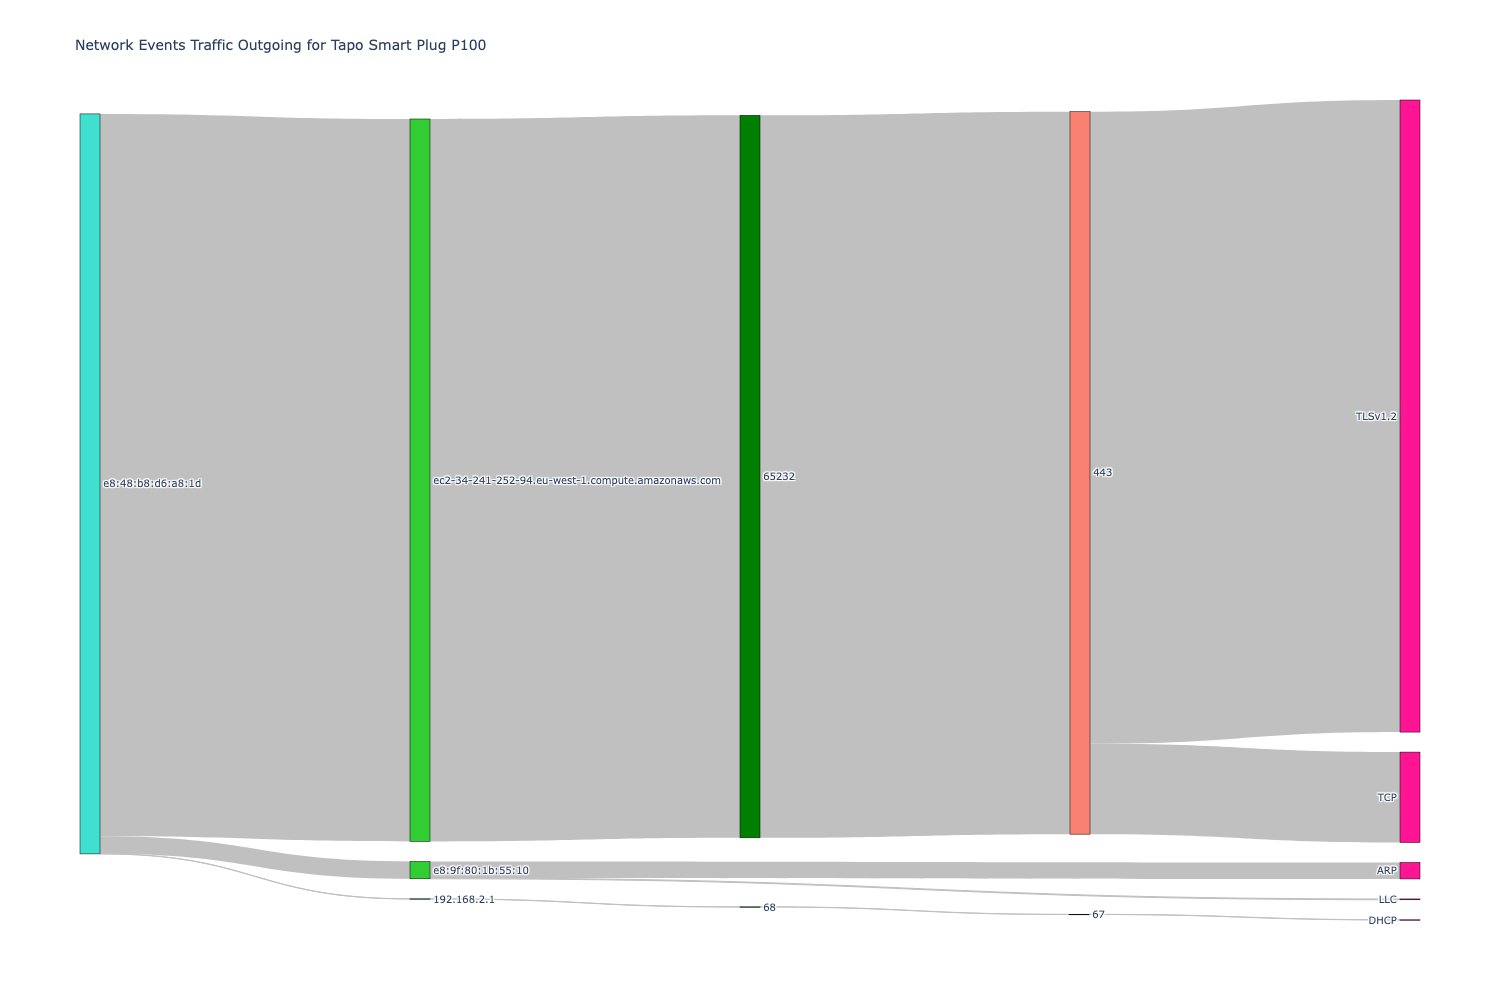 Network Events Traffic Outgoing for Tapo Smart Plug P100
TLSv1.2
443
65232
ec2-34-241-252-94.eu-west-1.compute.amazonaws.com
e8:48:b8:d6:a8:1d
TCP
e8:9f:80:1b:55:10
ARP
192.168.2.1
LLC
68
67
DHCP